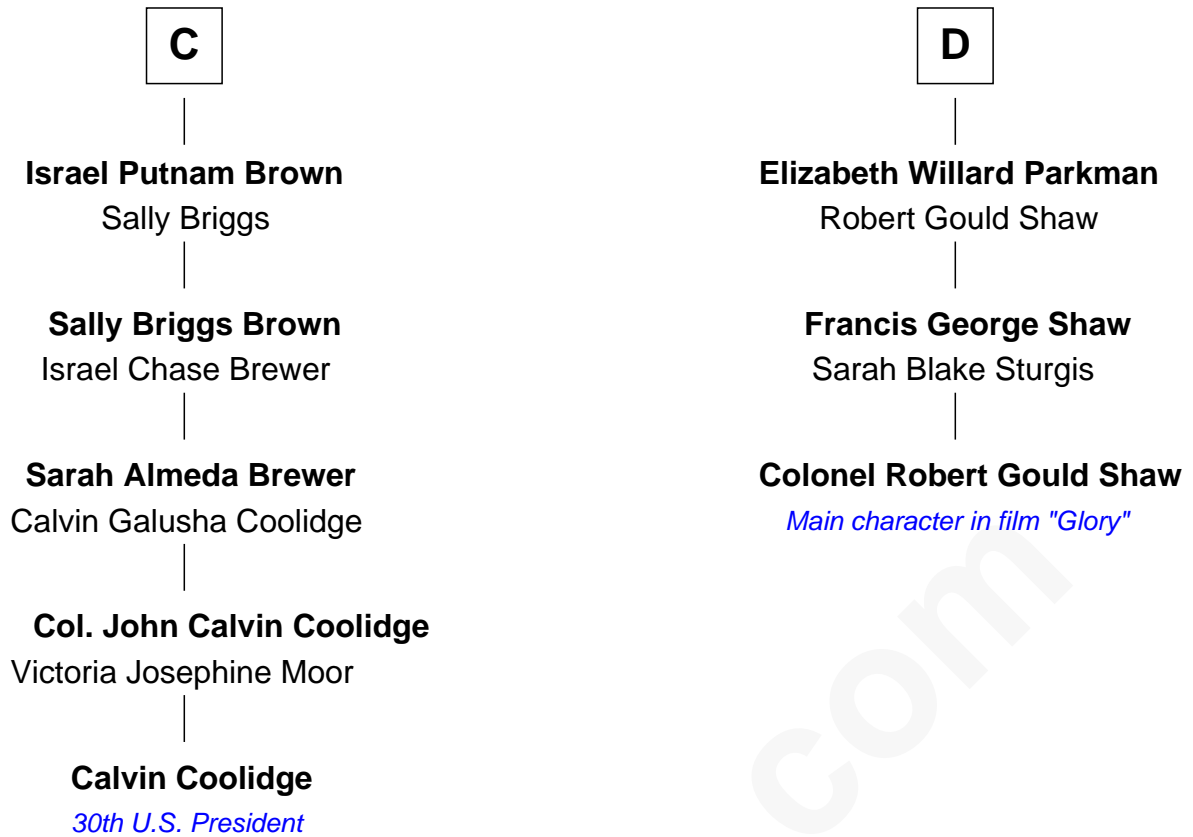 C
Israel Putnam Brown
Sally Briggs
Sally Briggs Brown
Israel Chase Brewer
Sarah Almeda Brewer
Calvin Galusha Coolidge
Col. John Calvin Coolidge
Victoria Josephine Moor
Calvin Coolidge
30th U.S. President
D
Elizabeth Willard Parkman
Robert Gould Shaw
Francis George Shaw
Sarah Blake Sturgis
Colonel Robert Gould Shaw
Main character in film "Glory"
com